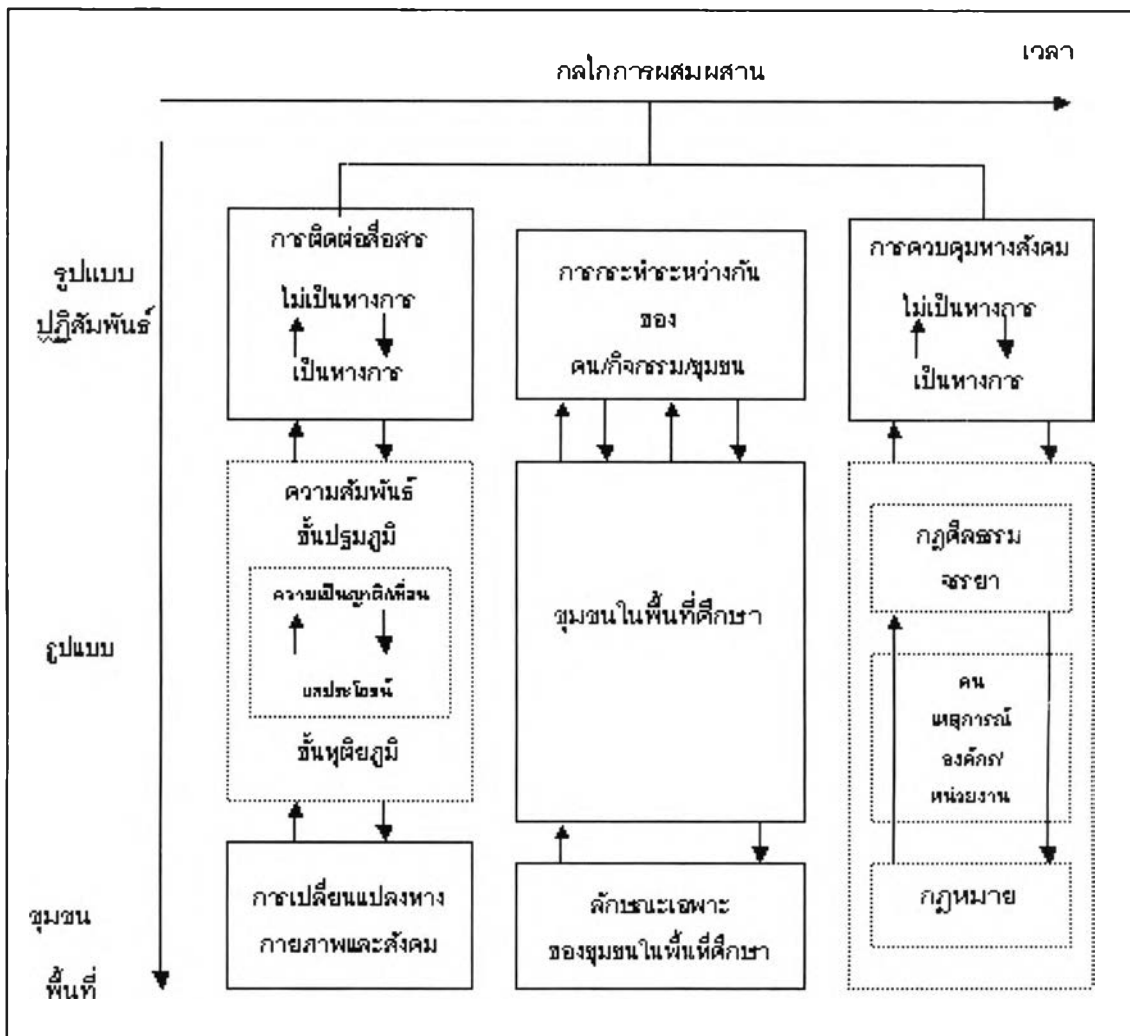 เวลา
กลไกการผสมผสาน
รูปแบบ
ปฏิสัมพันธ์
การติดต่อสื่อสาร
ไม่เป็นทางการ
เป็นทางการ
การกระทำระหว่างกัน
ของ
คน/กิจกรรม/ชุมชน
การควบคุมทางสังคม
ไม่เป็นทางการ
เป็นทางการ
รูปแบบ
ความสัมพันธ์
ขั้นปฐมภูมิ
ความเป็นญาติ/เพื่อน
ผลประโยชน์
ขั้นทุติยภูมิ
ชุมชนในพื้นที่ศึกษา
กฎศีลธรรม
จรรยา
คน
เหตุการณ์
องค์กร/
หน่วยงาน
กฎหมาย
ชุมชน
พื้นที่
การเปลี่ยนแปลงทาง
กายภาพและสังคม
ลักษณะเฉพาะ
ของชุมชนในพื้นที่ศึกษา